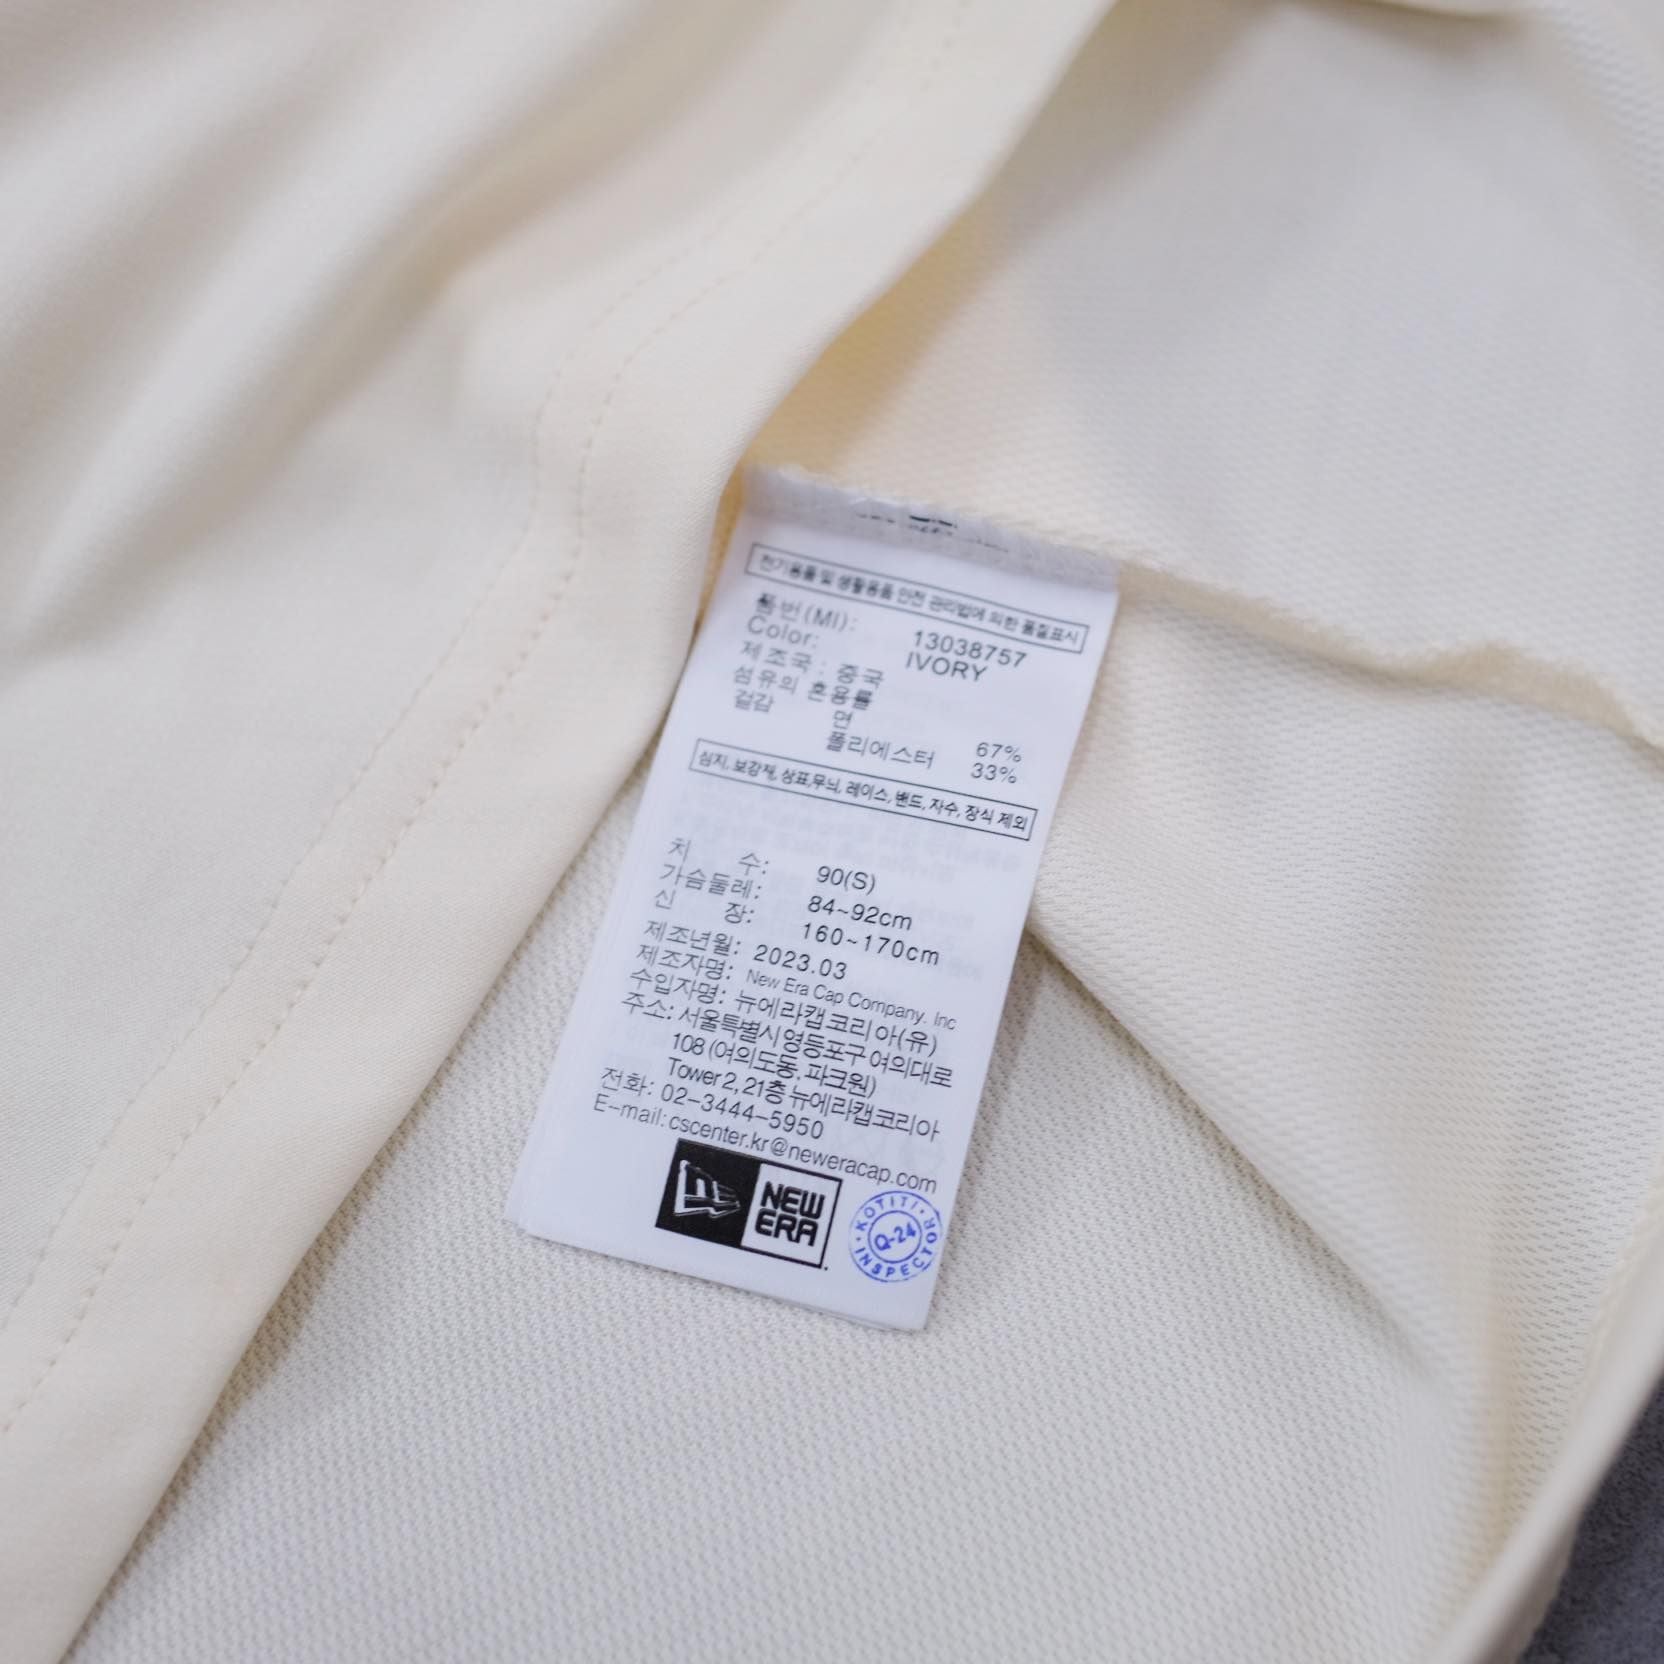 전기용품 및 생활용품 안전 관리법에 의한 품질표시
품번(MI): 13038757
Color: IVORY
제조국: 중국
섬유의 혼용률
겉감 면 67%
폴리에스터 33%
심지, 보강재, 상표,무늬, 레이스, 밴드, 자수, 장식 제외
치 수: 90(S)
가슴둘레: 84~92cm
신 장: 160~170cm
제조년월: 2023.03
제조자명: New Era Cap Company. Inc
수입자명: 뉴에라캡코리아(유)
주소: 서울특별시 영등포구 여의대로
108 (여의도동, 파크원)
Tower 2, 21층 뉴에라캡코리아
전화: 02-3444-5950
E-mail: cscenter.kr@neweracap.com
NEW
ERA
KOTITI
Q-24
INSPECTOR